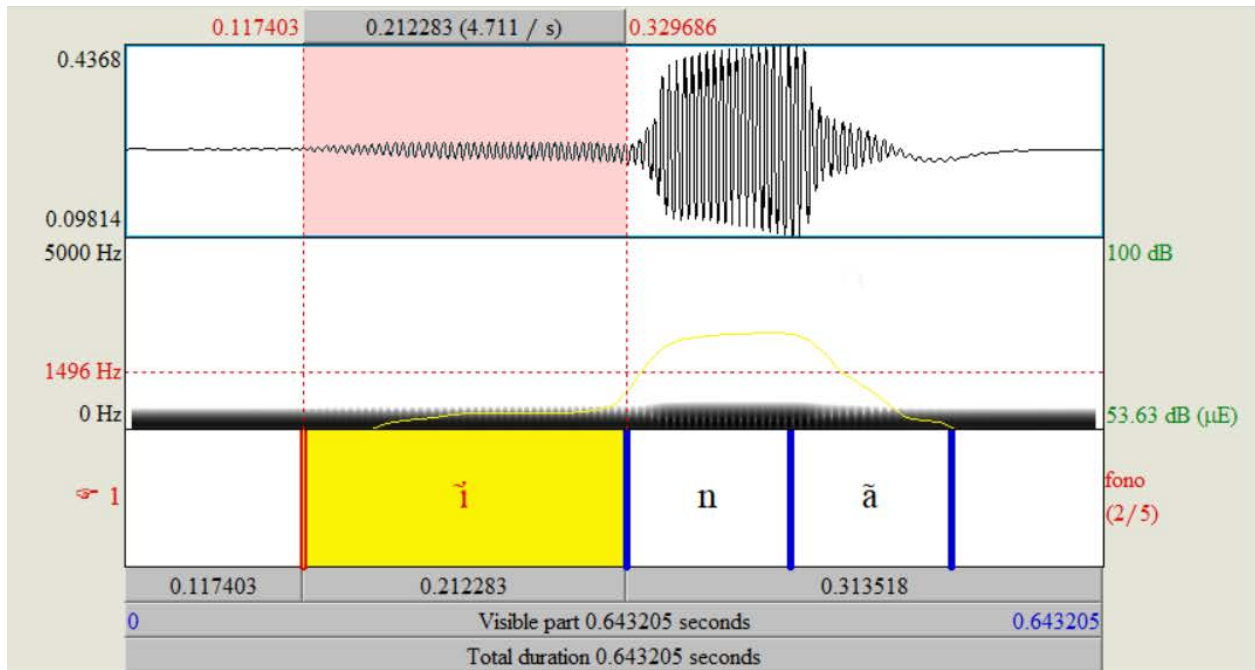 0.117403 0.212283 (4.711 / s) 0.329686
0.4368
0.09814
5000 Hz 100 dB
1496 Hz
0 Hz 53.63 dB (µE)
☞ 1 ĩ́ n ã fono
(2/5)
0.117403 0.212283 0.313518
0 Visible part 0.643205 seconds 0.643205
Total duration 0.643205 seconds